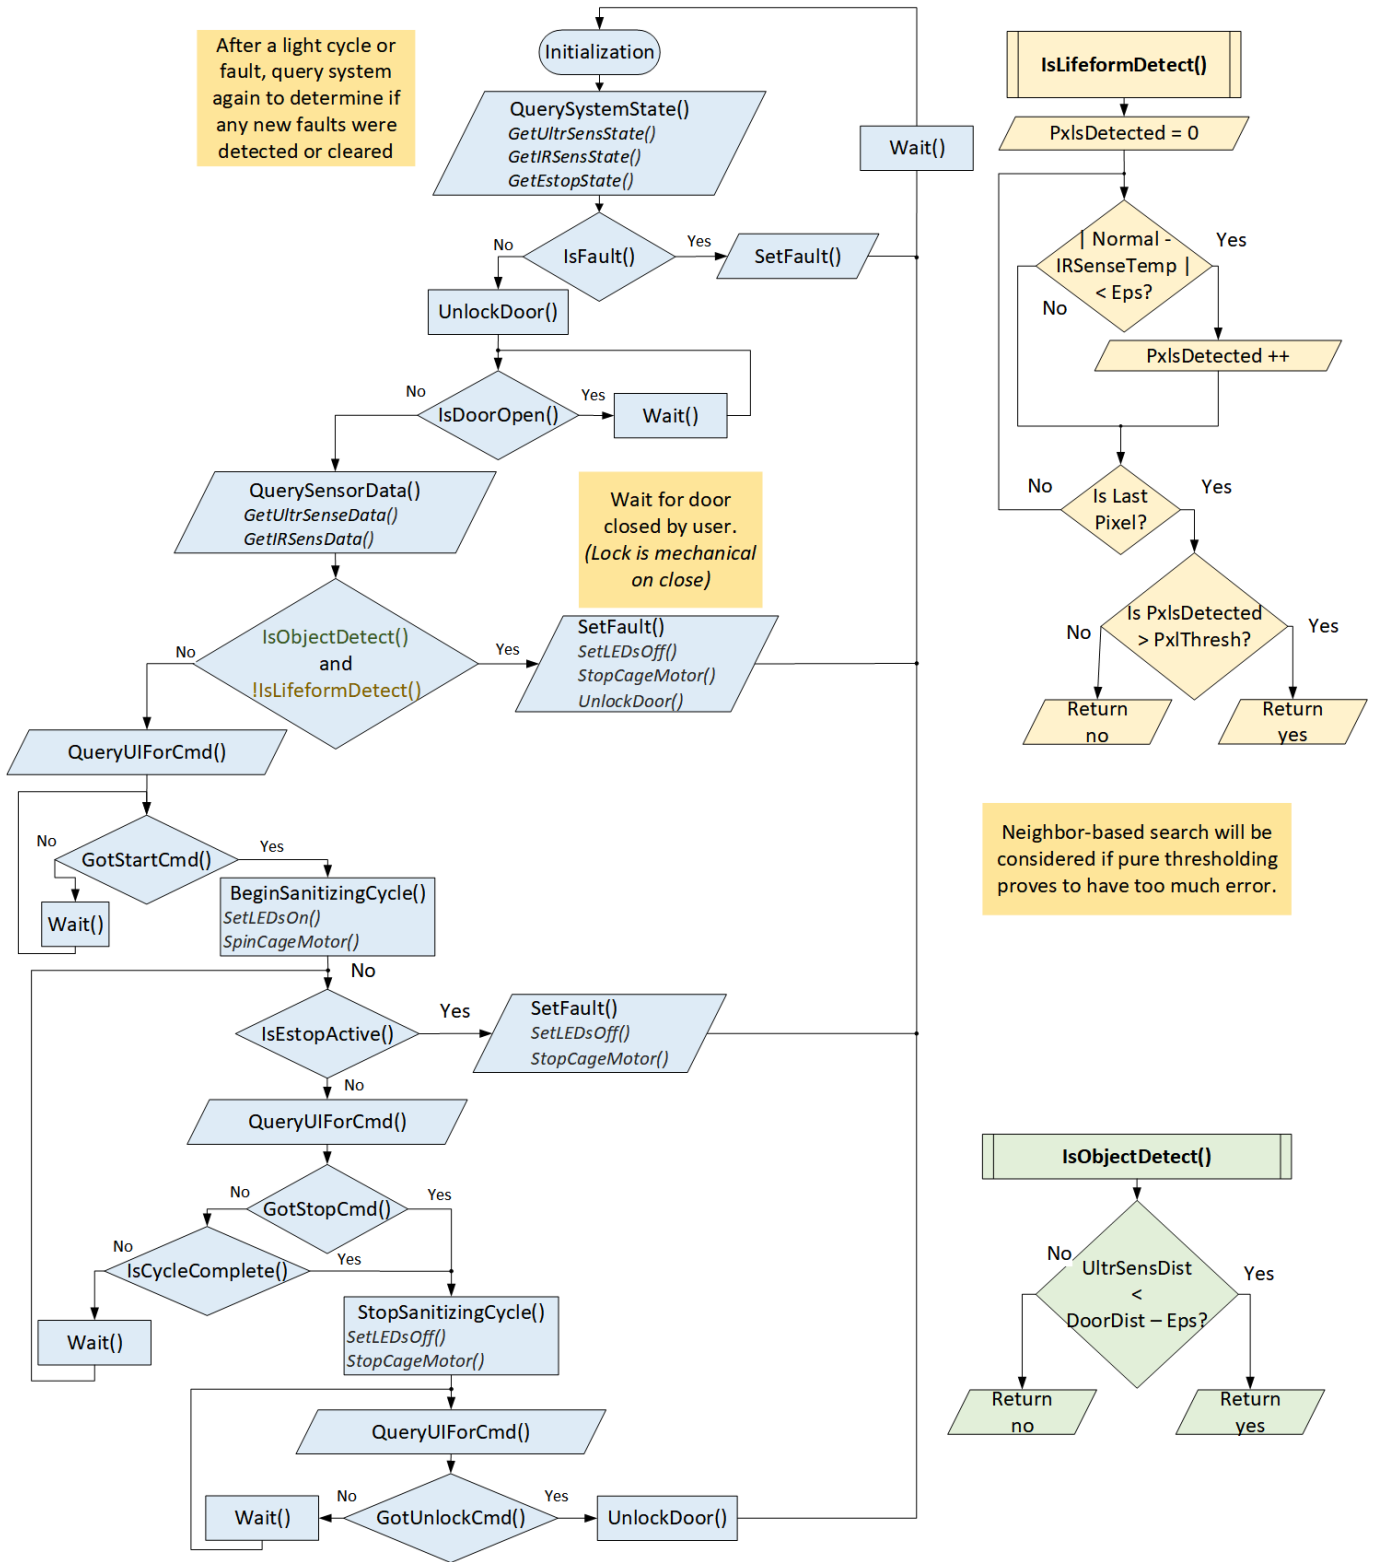 After a light cycle or
fault, query system
again to determine if
any new faults were
detected or cleared
Initialization
QuerySystemState()
GetUltrSensState()
GetIRSensState()
GetEstopState()
Wait()
IsFault()
No
Yes
SetFault()
UnlockDoor()
IsDoorOpen()
No
Yes
Wait()
QuerySensorData()
GetUltrSenseData()
GetIRSensData()
Wait for door
closed by user.
(Lock is mechanical
on close)
IsObjectDetect()
and
!IsLifeformDetect()
No
Yes
SetFault()
SetLEDsOff()
StopCageMotor()
UnlockDoor()
QueryUIForCmd()
GotStartCmd()
No
Yes
Wait()
BeginSanitizingCycle()
SetLEDsOn()
SpinCageMotor()
No
IsEstopActive()
Yes
SetFault()
SetLEDsOff()
StopCageMotor()
No
QueryUIForCmd()
GotStopCmd()
No
Yes
IsCycleComplete()
No
Yes
Wait()
StopSanitizingCycle()
SetLEDsOff()
StopCageMotor()
QueryUIForCmd()
GotUnlockCmd()
No
Yes
Wait()
UnlockDoor()
IsLifeformDetect()
PxlsDetected = 0
| Normal -
IRSenseTemp |
< Eps?
Yes
No
PxlsDetected ++
Is Last
Pixel?
No
Yes
Is PxlsDetected
> PxlThresh?
No
Yes
Return
no
Return
yes
Neighbor-based search will be
considered if pure thresholding
proves to have too much error.
IsObjectDetect()
UltrSensDist
<
DoorDist – Eps?
No
Yes
Return
no
Return
yes